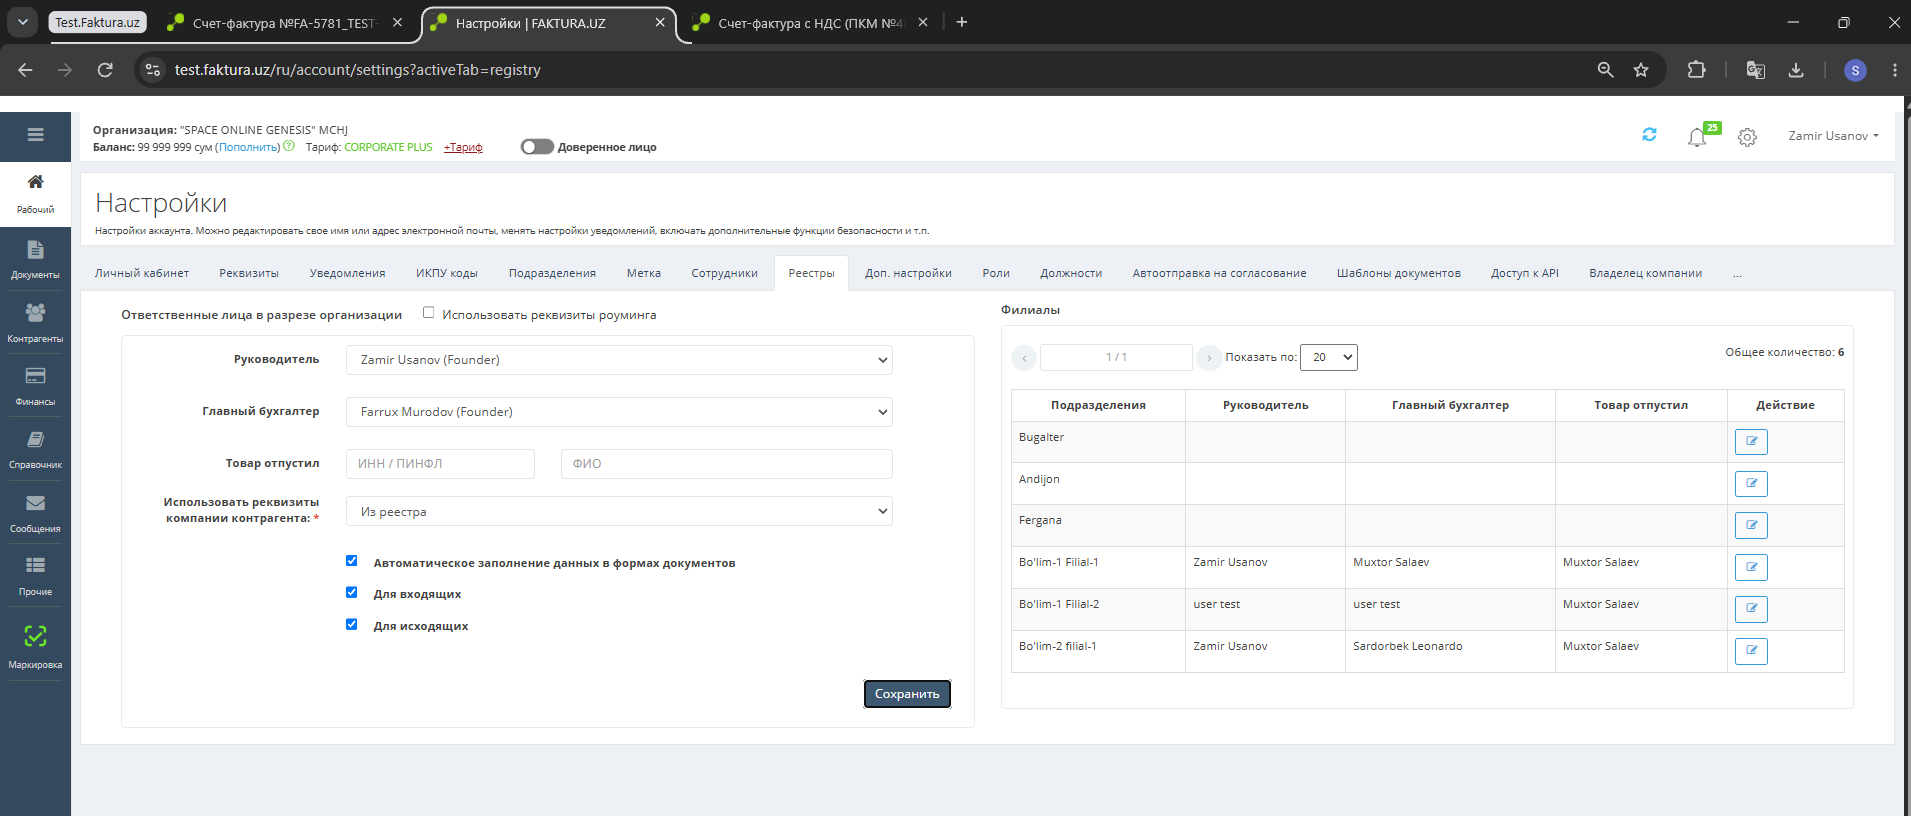 Test.Faktura.uz
Счет-фактура №FA-5781_TEST-
Настройки | FAKTURA.UZ
Счет-фактура с НДС (ПКМ №4
test.faktura.uz/ru/account/settings?activeTab=registry
S
Организация: "SPACE ONLINE GENESIS" MCHJ
Баланс: 99 999 999 сум (Пополнить) ? Тариф: CORPORATE PLUS +Тариф
Доверенное лицо
25
Zamir Usanov
Рабочий
Документы
Контрагенты
Финансы
Справочник
Сообщения
Прочие
Маркировка
Настройки
Настройки аккаунта. Можно редактировать свое имя или адрес электронной почты, менять настройки уведомлений, включать дополнительные функции безопасности и т.п.
Личный кабинет Реквизиты Уведомления ИКПУ коды Подразделения Метка Сотрудники Реестры Доп. настройки Роли Должности Автоотправка на согласование Шаблоны документов Доступ к API Владелец компании ...
Ответственные лица в разрезе организации Использовать реквизиты роуминга
Руководитель Zamir Usanov (Founder)
Главный бухгалтер Farrux Murodov (Founder)
Товар отпустил ИНН / ПИНФЛ ФИО
Использовать реквизиты
компании контрагента: * Из реестра
Автоматическое заполнение данных в формах документов
Для входящих
Для исходящих
Сохранить
Филиалы
‹ 1 / 1 › Показать по: 20 Общее количество: 6
Подразделения Руководитель Главный бухгалтер Товар отпустил Действие
Bugalter
Andijon
Fergana
Bo'lim-1 Filial-1 Zamir Usanov Muxtor Salaev Muxtor Salaev
Bo'lim-1 Filial-2 user test user test Muxtor Salaev
Bo'lim-2 filial-1 Zamir Usanov Sardorbek Leonardo Muxtor Salaev